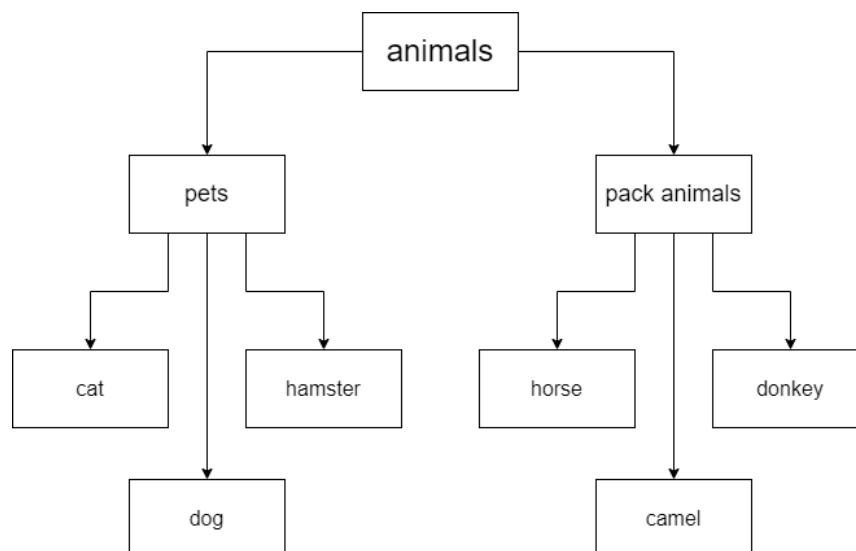 animals
pets
pack animals
cat
hamster
horse
donkey
dog
camel